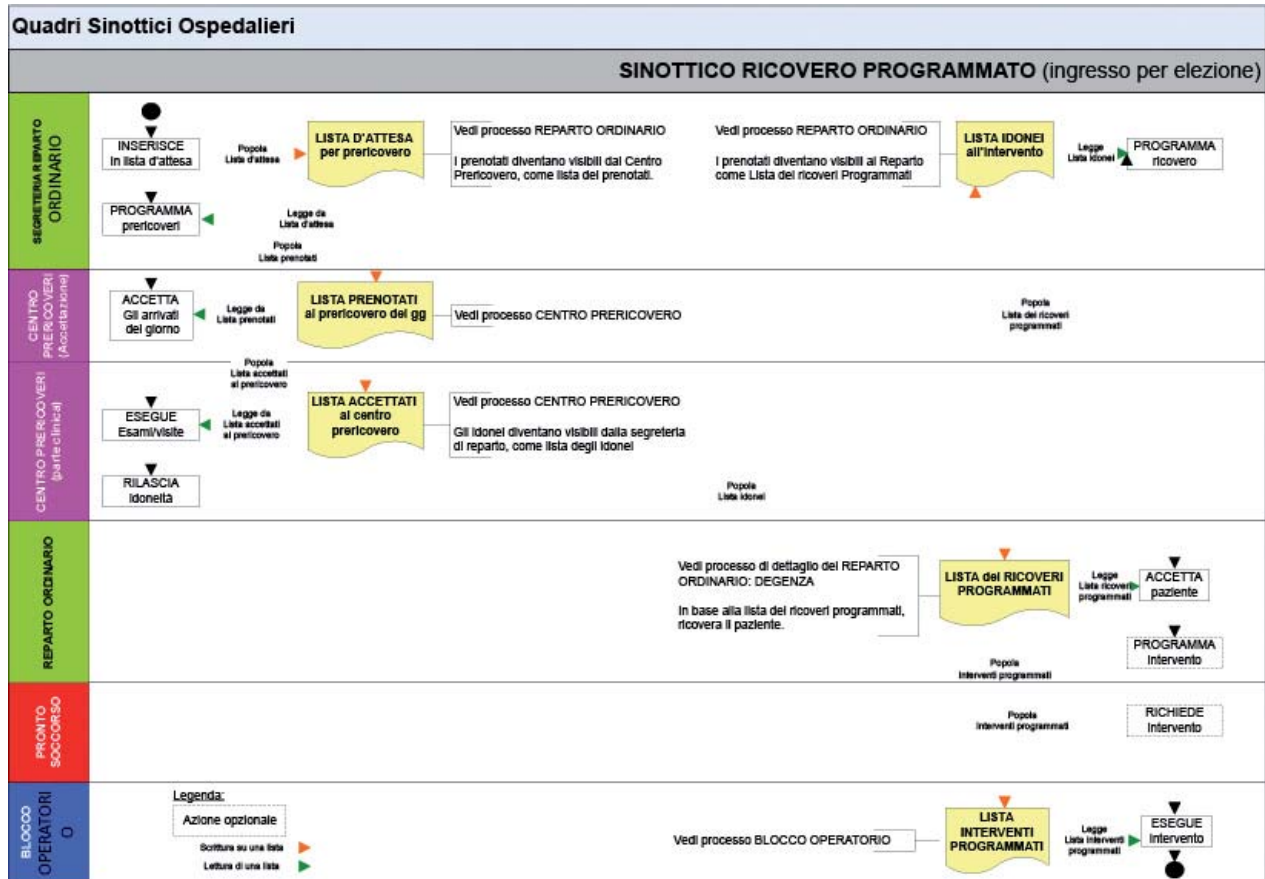 Quadri Sinottici Ospedalieri
SINOTTICO RICOVERO PROGRAMMATO (ingresso per elezione)
SEGRETERIA REPARTO
ORDINARIO
INSERISCE
in lista d'attesa
Popola
Lista d'attesa
LISTA D'ATTESA
per prericovero
Vedi processo REPARTO ORDINARIO
I prenotati diventano visibili dal Centro
Prericovero, come lista dei prenotati.
Vedi processo REPARTO ORDINARIO
I prenotati diventano visibili al Reparto
come Lista dei ricoveri Programmati
LISTA IDONEI
all'intervento
Legge
Lista idonei
PROGRAMMA
ricovero
PROGRAMMA
prericoveri
Legge da
Lista d'attesa
Popola
Lista prenotati
CENTRO
PRERICOVERI
(Accettazione)
ACCETTA
Gli arrivati
del giorno
Legge da
Lista prenotati
LISTA PRENOTATI
al prericovero del gg
Vedi processo CENTRO PRERICOVERO
Popola
Lista dei ricoveri
programmati
CENTRO PRERICOVERI
(parte clinica)
Popola
Lista accettati
al prericovero
ESEGUE
Esami/visite
Legge da
Lista accettati
al prericovero
LISTA ACCETTATI
al centro
prericovero
Vedi processo CENTRO PRERICOVERO
Gli idonei diventano visibili dalla segreteria
di reparto, come lista degli idonei
RILASCIA
Idoneità
Popola
Lista idonei
REPARTO ORDINARIO
Vedi processo di dettaglio del REPARTO
ORDINARIO: DEGENZA
In base alla lista dei ricoveri programmati,
ricovera il paziente.
LISTA dei RICOVERI
PROGRAMMATI
Legge
Lista ricoveri
programmati
ACCETTA
paziente
PROGRAMMA
Intervento
Popola
Interventi programmati
PRONTO
SOCCORSO
Popola
Interventi programmati
RICHIEDE
Intervento
BLOCCO
OPERATORI
O
Legenda:
Azione opzionale
Scrittura su una lista
Lettura di una lista
Vedi processo BLOCCO OPERATORIO
LISTA
INTERVENTI
PROGRAMMATI
Legge
Lista Interventi
programmati
ESEGUE
Intervento